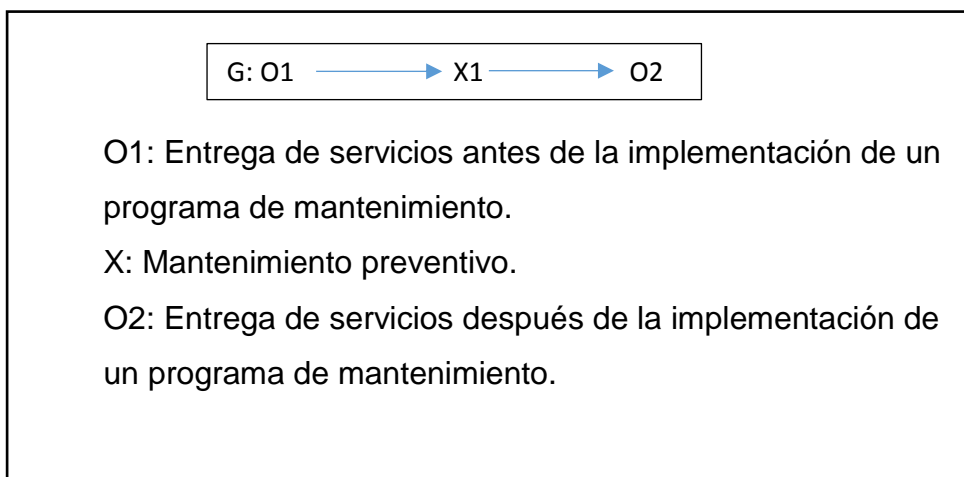 G: O1 X1 O2
O1: Entrega de servicios antes de la implementación de un
programa de mantenimiento.
X: Mantenimiento preventivo.
O2: Entrega de servicios después de la implementación de
un programa de mantenimiento.